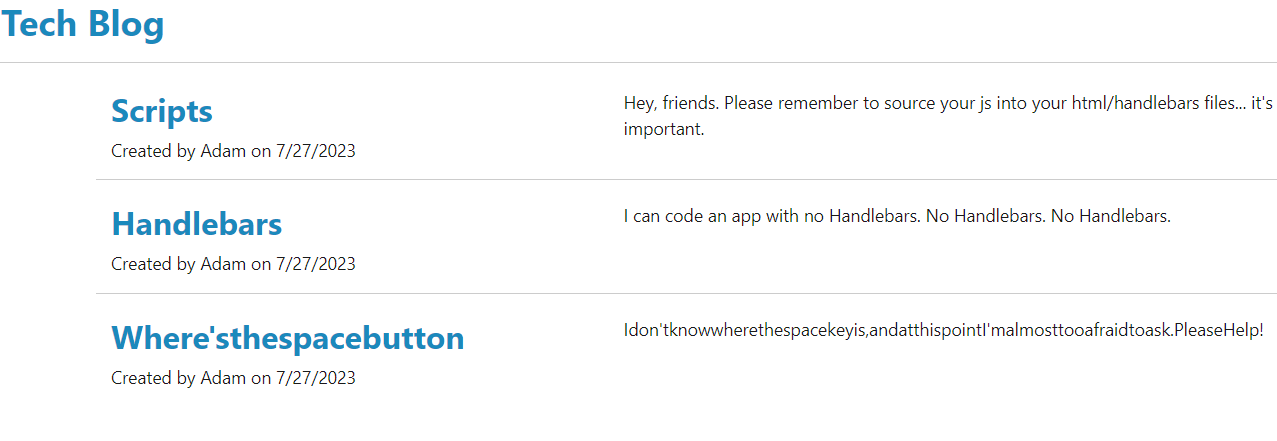 Tech Blog
Scripts
Created by Adam on 7/27/2023
Hey, friends. Please remember to source your js into your html/handlebars files... it's
important.
Handlebars
Created by Adam on 7/27/2023
I can code an app with no Handlebars. No Handlebars. No Handlebars.
Where'sthespacebutton
Created by Adam on 7/27/2023
Idon'tknowwherethespacekeyis,andatthispointI'malmosttooafraidtoask.PleaseHelp!